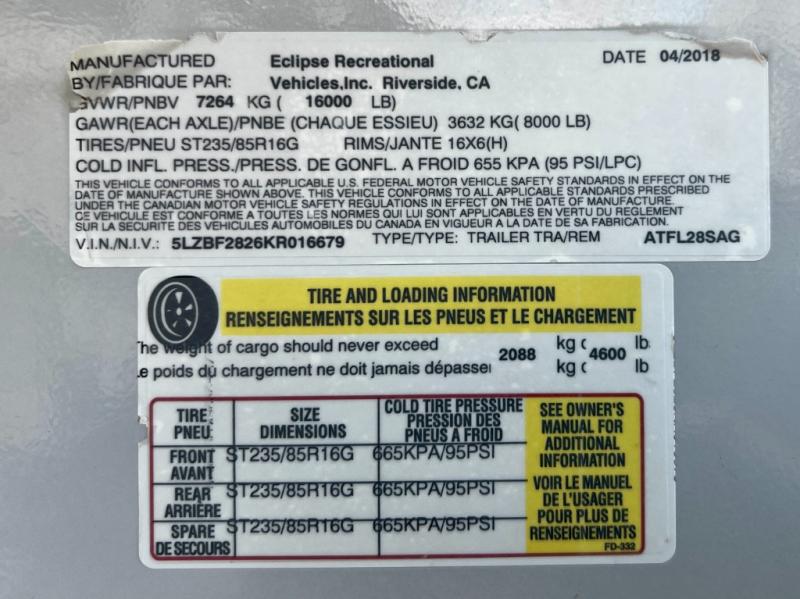 MANUFACTURED Eclipse Recreational DATE 04/2018
BY/FABRIQUE PAR: Vehicles,Inc. Riverside, CA
GVWR/PNBV 7264 KG ( 16000 LB)
GAWR(EACH AXLE)/PNBE (CHAQUE ESSIEU) 3632 KG( 8000 LB)
TIRES/PNEU ST235/85R16G RIMS/JANTE 16X6(H)
COLD INFL. PRESS./PRESS. DE GONFL. A FROID 655 KPA (95 PSI/LPC)
THIS VEHICLE CONFORMS TO ALL APPLICABLE U.S. FEDERAL MOTOR VEHICLE SAFETY STANDARDS IN EFFECT ON THE
DATE OF MANUFACTURE SHOWN ABOVE. THIS VEHICLE CONFORMS TO ALL APPLICABLE STANDARDS PRESCRIBED
UNDER THE CANADIAN MOTOR VEHICLE SAFETY REGULATIONS IN EFFECT ON THE DATE OF MANUFACTURE.
CE VEHICULE EST CONFORME A TOUTES LES NORMES QUI LUI SONT APPLICABLES EN VERTU DU REGLEMENT
SUR LA SECURITE DES VEHICULES AUTOMOBILES DU CANADA EN VIGUEUR A LA DATE DE SA FABRICATION.
V.I.N./N.I.V.: 5LZBF2826KR016679 TYPE/TYPE: TRAILER TRA/REM ATFL28SAG
TIRE AND LOADING INFORMATION
RENSEIGNEMENTS SUR LES PNEUS ET LE CHARGEMENT
The weight of cargo should never exceed 2088 kg ( 4600 lb
Le poids du chargement ne doit jamais dépasser kg ( lb
TIRE SIZE COLD TIRE PRESSURE
PNEU DIMENSIONS PRESSION DES
PNEUS A FROID
FRONT ST235/85R16G 665KPA/95PSI
AVANT
REAR ST235/85R16G 665KPA/95PSI
ARRIÈRE
SPARE ST235/85R16G 665KPA/95PSI
DE SECOURS
SEE OWNER'S
MANUAL FOR
ADDITIONAL
INFORMATION
VOIR LE MANUEL
DE L'USAGER
POUR PLUS DE
RENSEIGNEMENTS
FD-332